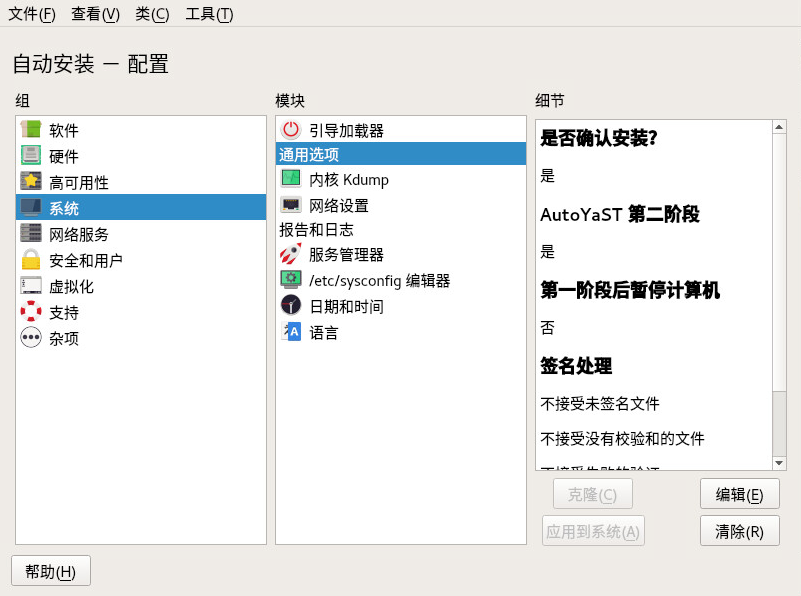 文件(F) 查看(V) 类(C) 工具(T)
自动安装 － 配置
组
软件
硬件
高可用性
系统
网络服务
安全和用户
虚拟化
支持
杂项
模块
引导加载器
通用选项
内核 Kdump
网络设置
报告和日志
服务管理器
/etc/sysconfig 编辑器
日期和时间
语言
细节
是否确认安装?
是
AutoYaST 第二阶段
是
第一阶段后暂停计算机
否
签名处理
不接受未签名文件
不接受没有校验和的文件
克隆(C) 编辑(E)
应用到系统(A) 清除(R)
帮助(H)